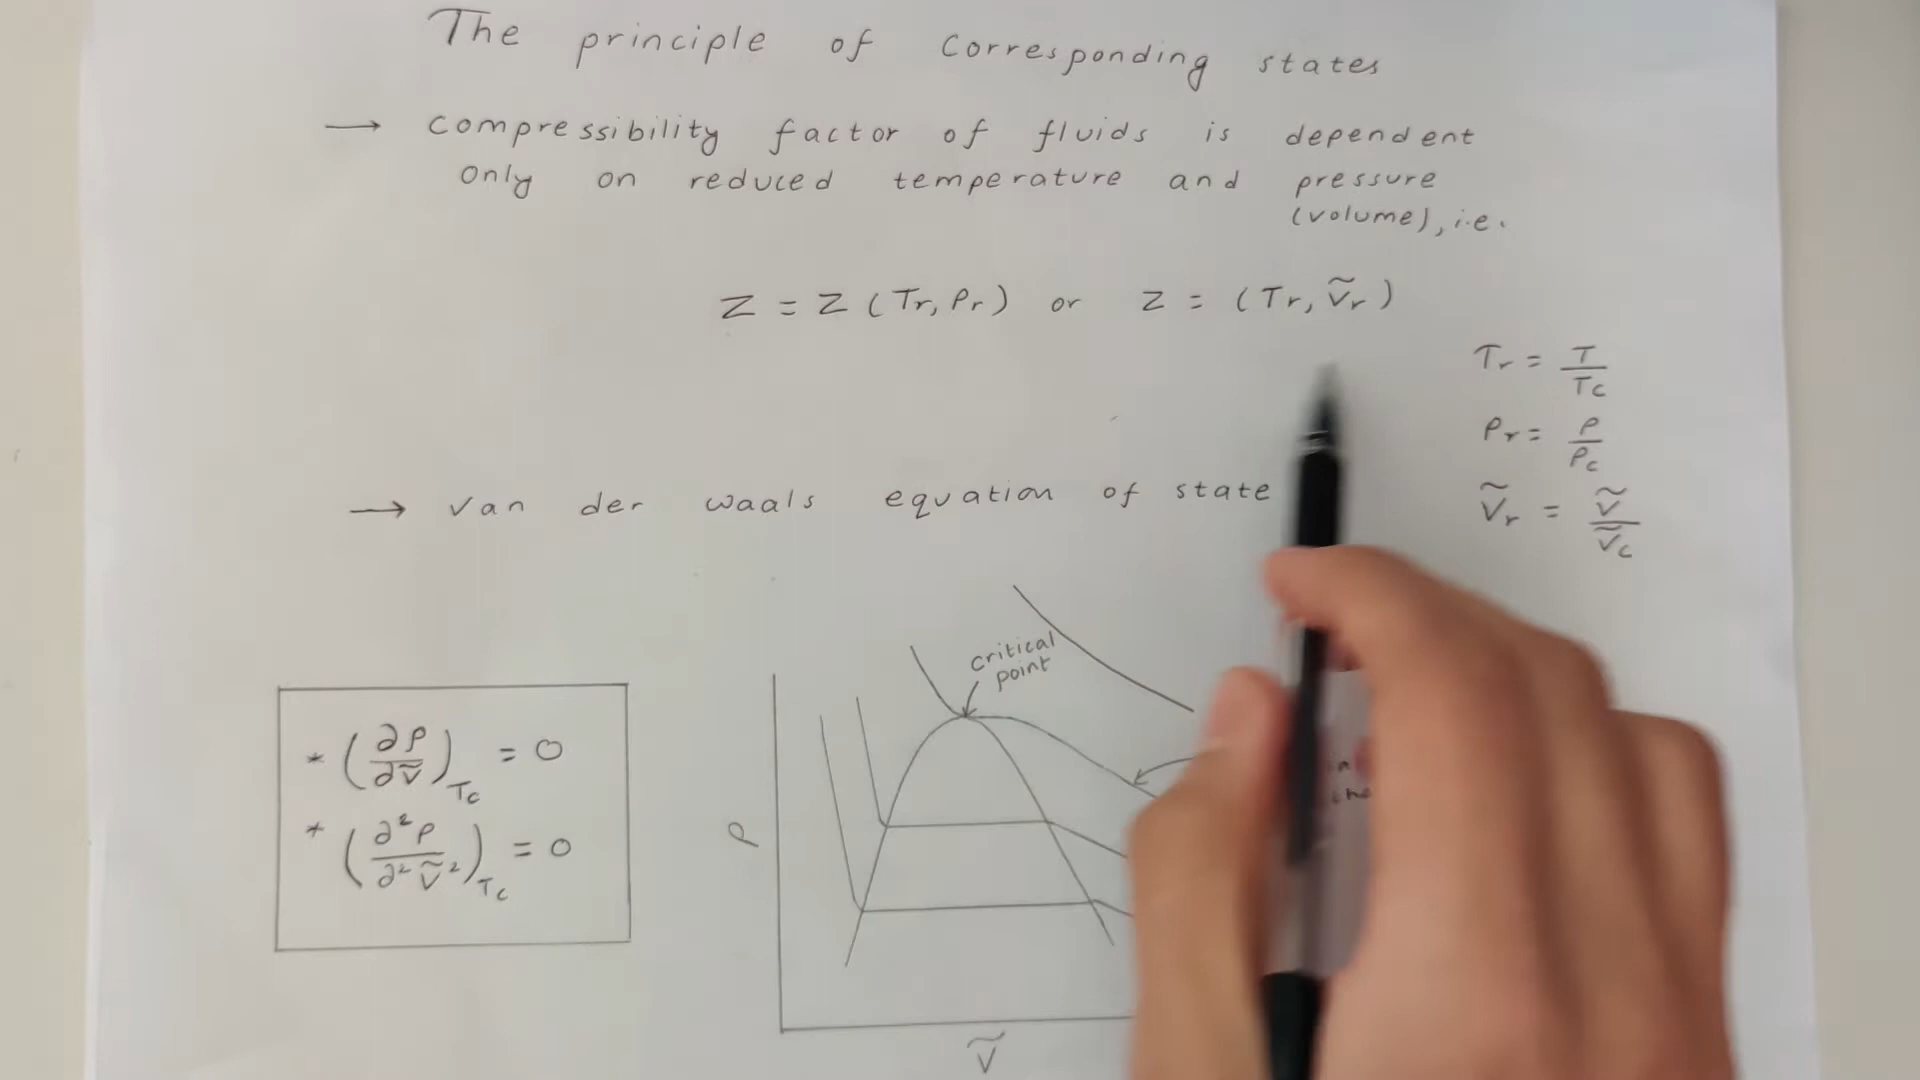 The principle of corresponding states
→ compressibility factor of fluids is dependent
only on reduced temperature and pressure
(volume), i.e.
Z = Z (Tr, Pr) or Z = (Tr, Ṽr)
Tr = T/Tc
Pr = P/Pc
Ṽr = Ṽ/Ṽc
→ van der waals equation of state
critical
point
* (∂P/∂Ṽ)Tc = 0
* (∂²P/∂²Ṽ²)Tc = 0
P
Ṽ